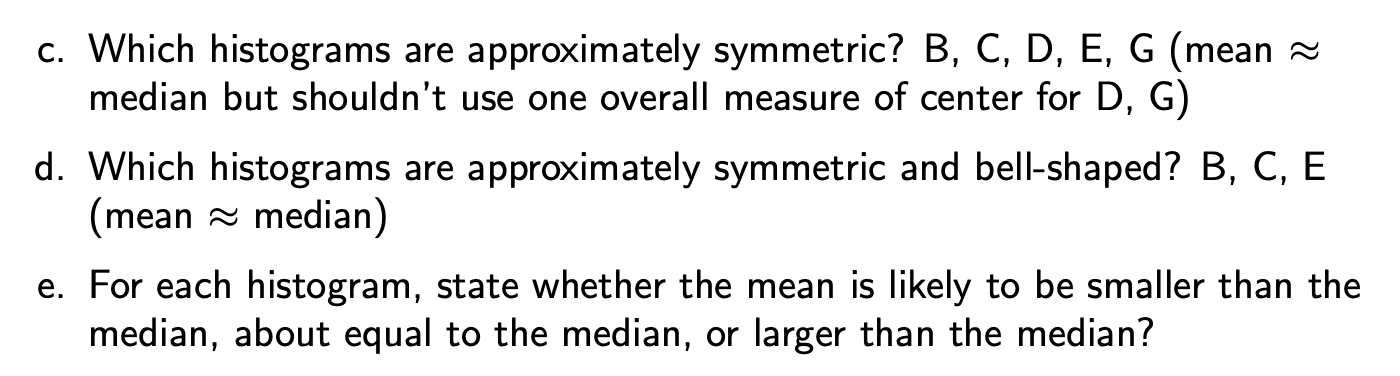 c. Which histograms are approximately symmetric? B, C, D, E, G (mean ≈
median but shouldn't use one overall measure of center for D, G)
d. Which histograms are approximately symmetric and bell-shaped? B, C, E
(mean ≈ median)
e. For each histogram, state whether the mean is likely to be smaller than the
median, about equal to the median, or larger than the median?